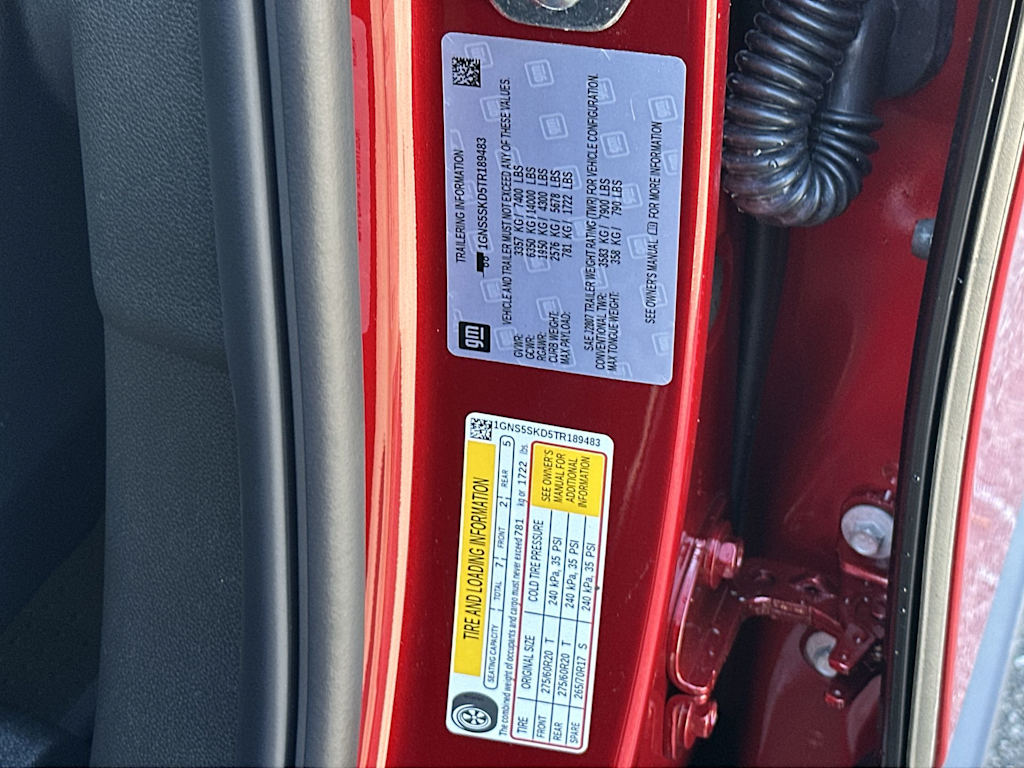 gm
TRAILERING INFORMATION
1GNS5SKD5TR189483
VEHICLE AND TRAILER MUST NOT EXCEED ANY OF THESE VALUES.
GVWR: 3357 KG / 7400 LBS
GCWR: 6350 KG / 14000 LBS
RGAWR: 1950 KG / 4300 LBS
CURB WEIGHT: 2576 KG / 5678 LBS
MAX PAYLOAD: 781 KG / 1722 LBS
SAE J2807 TRAILER WEIGHT RATING (TWR) FOR VEHICLE CONFIGURATION.
CONVENTIONAL TWR: 3583 KG / 7900 LBS
MAX TONGUE WEIGHT: 358 KG / 790 LBS
SEE OWNER'S MANUAL FOR MORE INFORMATION
TIRE AND LOADING INFORMATION
1GNS5SKD5TR189483
SEATING CAPACITY TOTAL 7 FRONT 2 REAR 5
The combined weight of occupants and cargo must never exceed 781 kg or 1722 lbs.
TIRE ORIGINAL SIZE COLD TIRE PRESSURE
FRONT 275/60R20 T 240 kPa, 35 PSI
REAR 275/60R20 T 240 kPa, 35 PSI
SPARE 265/70R17 S 240 kPa, 35 PSI
SEE OWNER'S
MANUAL FOR
ADDITIONAL
INFORMATION